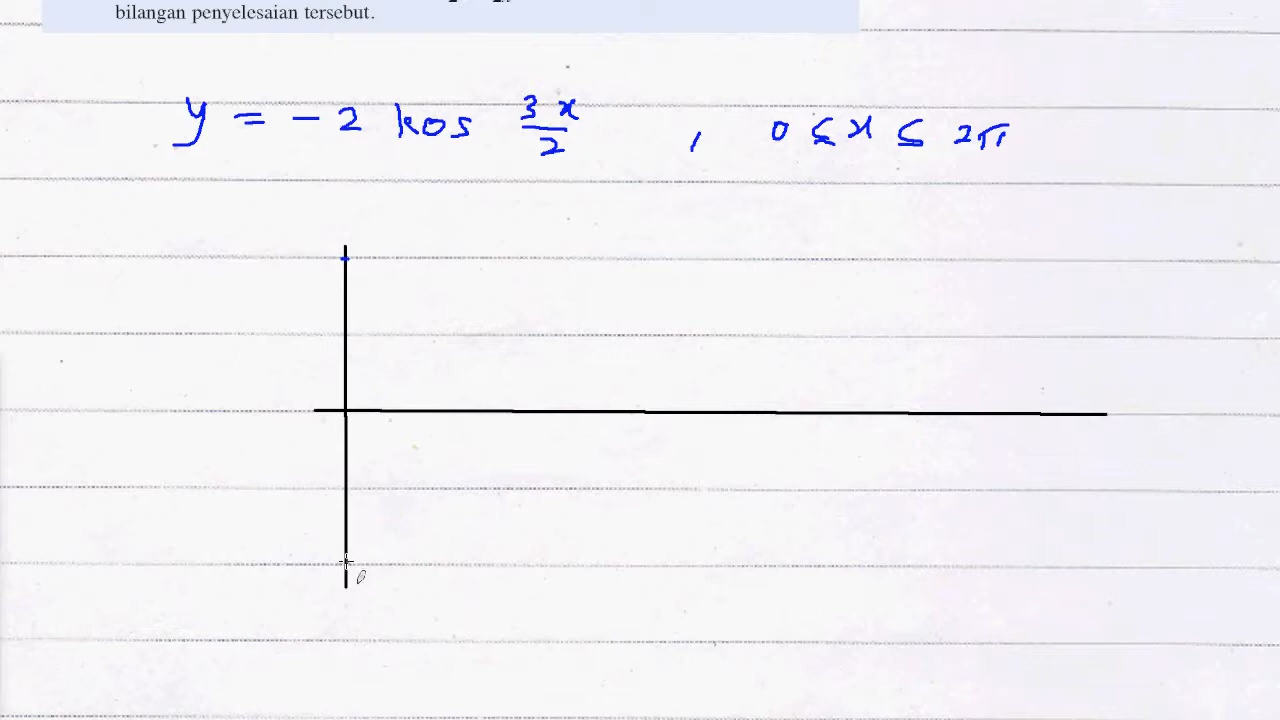 bilangan penyelesaian tersebut.
y = - 2 kos 3x/2 , 0 ≤ x ≤ 2π